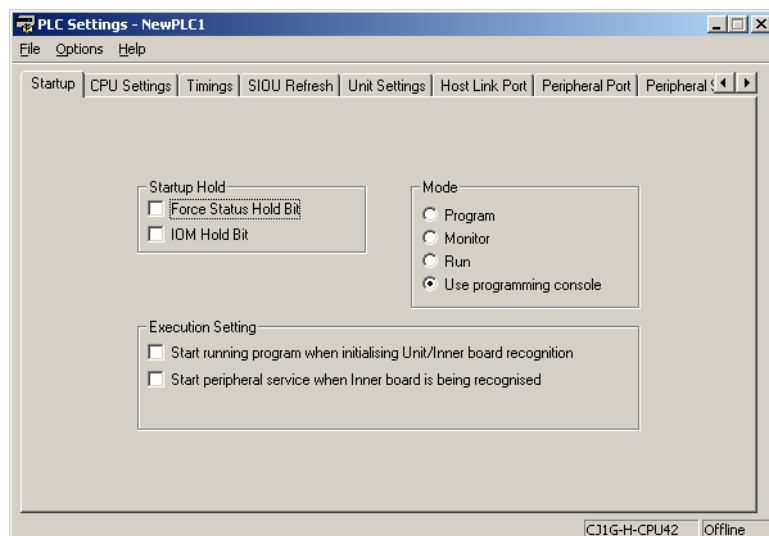 PLC Settings - NewPLC1
File Options Help
Startup CPU Settings Timings SIOU Refresh Unit Settings Host Link Port Peripheral Port Peripheral
Startup Hold
Force Status Hold Bit
IOM Hold Bit
Mode
Program
Monitor
Run
Use programming console
Execution Setting
Start running program when initialising Unit/Inner board recognition
Start peripheral service when Inner board is being recognised
CJ1G-H-CPU42 Offline